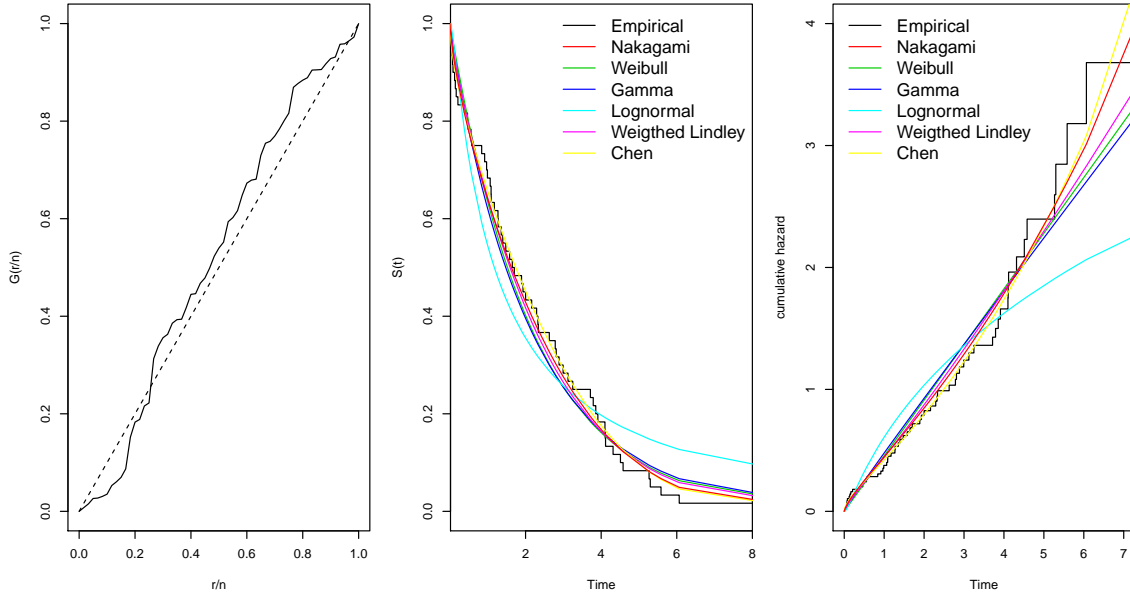 G(r/n)
1.0
0.8
0.6
0.4
0.2
0.0
0.0 0.2 0.4 0.6 0.8 1.0
r/n
S(t)
1.0
0.8
0.6
0.4
0.2
0.0
Empirical
Nakagami
Weibull
Gamma
Lognormal
Weigthed Lindley
Chen
2 4 6 8
Time
cumulative hazard
4
3
2
1
0
Empirical
Nakagami
Weibull
Gamma
Lognormal
Weigthed Lindley
Chen
0 1 2 3 4 5 6 7
Time